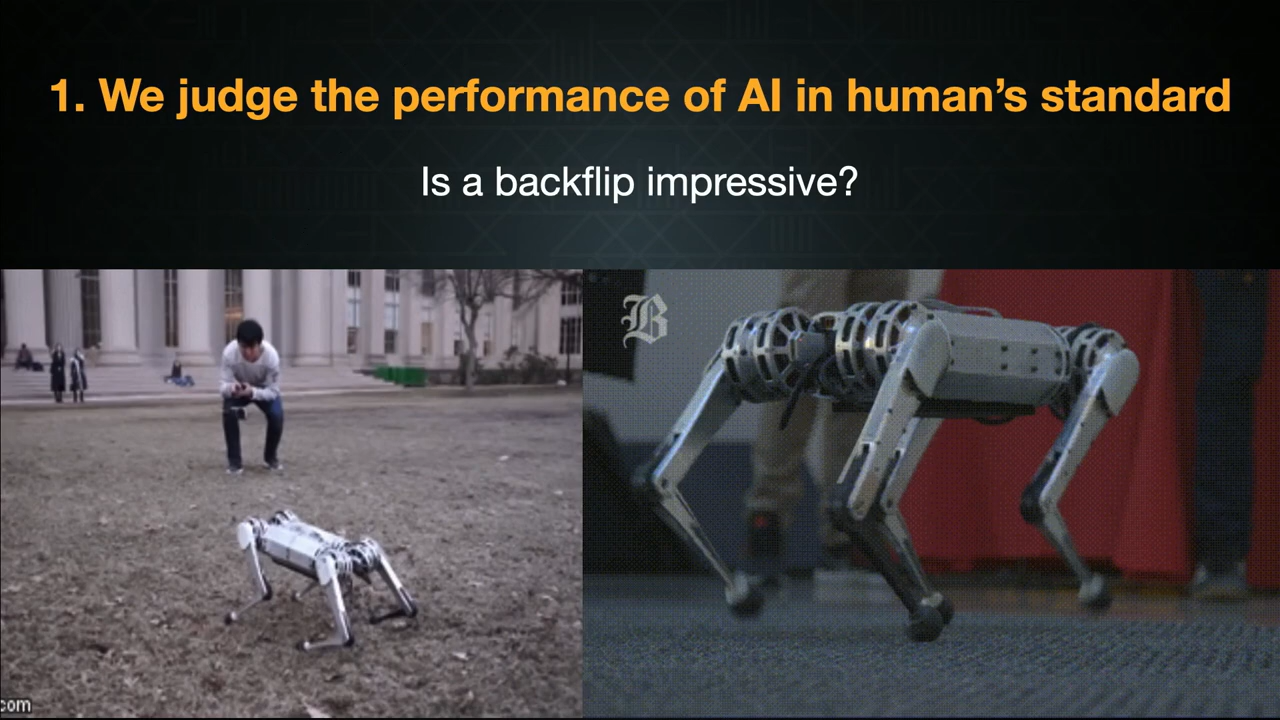 1. We judge the performance of AI in human’s standard
Is a backflip impressive?
B
com